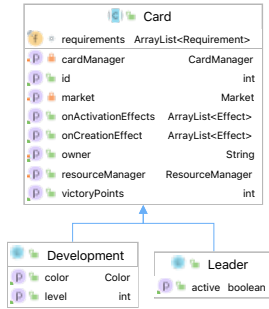 Card
requirements ArrayList<Requirement>
cardManager CardManager
id int
market Market
onActivationEffects ArrayList<Effect>
onCreationEffect ArrayList<Effect>
owner String
resourceManager ResourceManager
victoryPoints int
Development
color Color
level int
Leader
active boolean